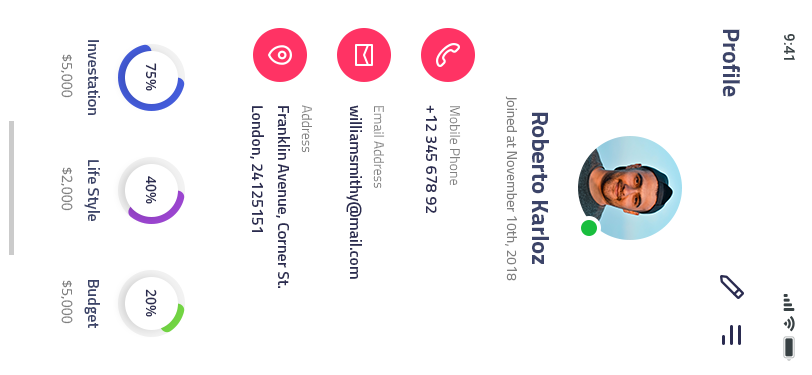 9:41
Profile
Roberto Karloz
Joined at November 10th, 2018
Mobile Phone
+12 345 678 92
Email Address
williamsmithy@mail.com
Address
Franklin Avenue, Corner St.
London, 24125151
75%
40%
20%
Investation
Life Style
Budget
$5,000
$2,000
$5,000